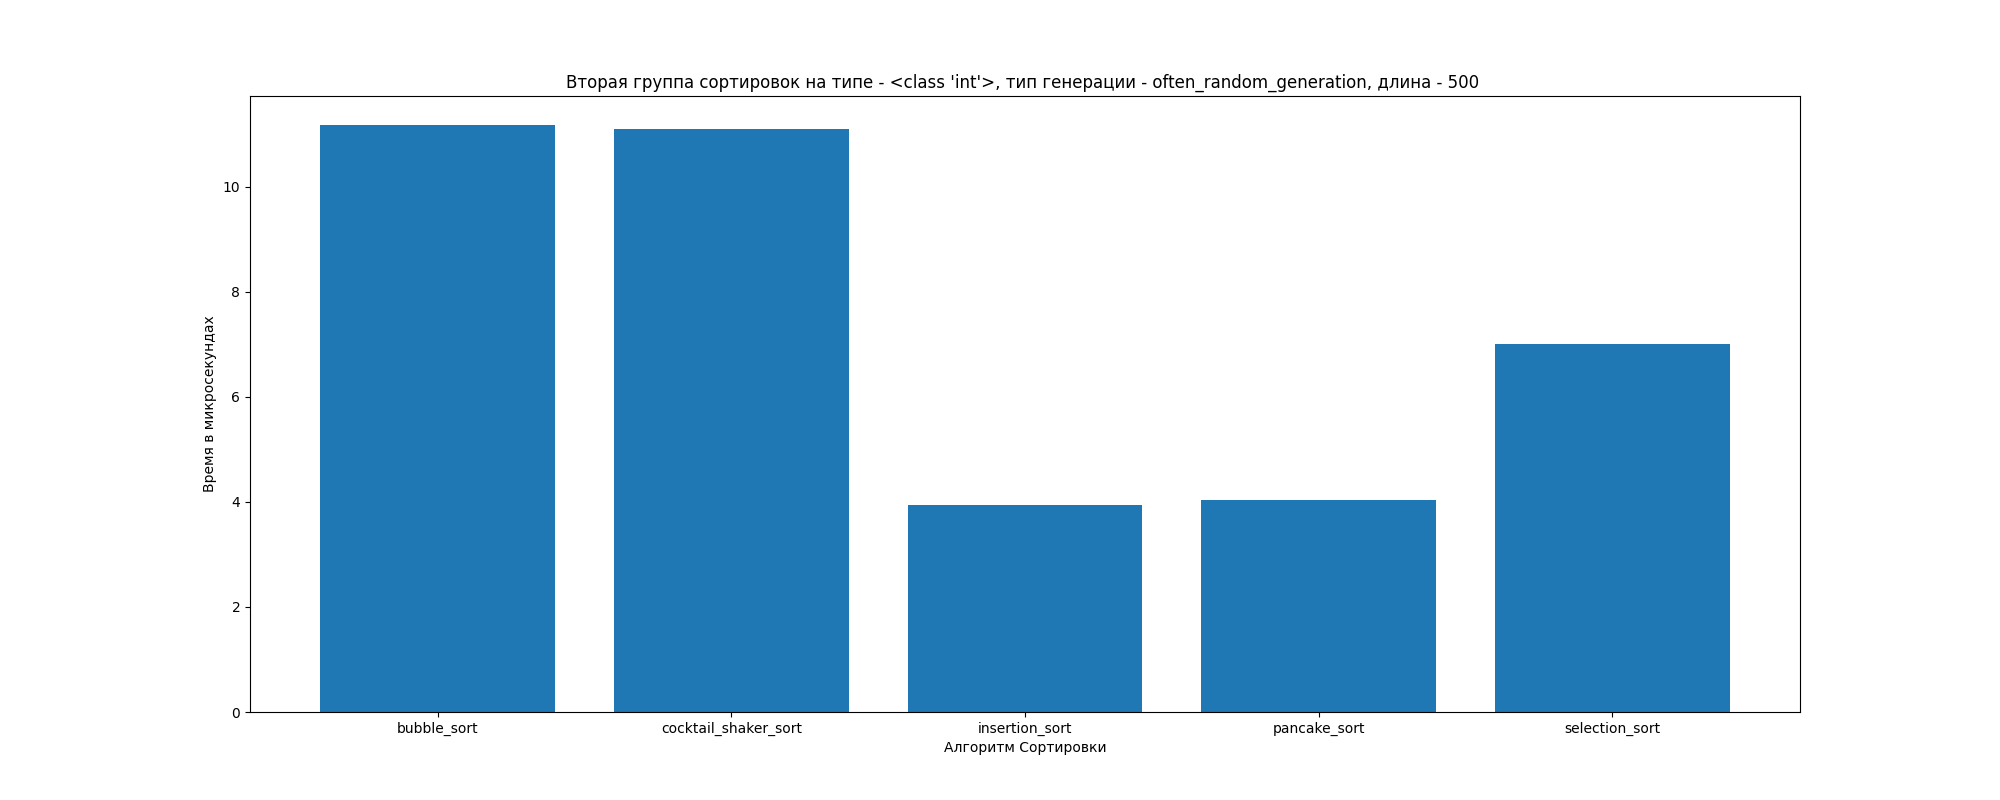 Вторая группа сортировок на типе - <class 'int'>, тип генерации - often_random_generation, длина - 500
Время в микросекундах
10
8
6
4
2
0
bubble_sort
cocktail_shaker_sort
insertion_sort
pancake_sort
selection_sort
Алгоритм Сортировки